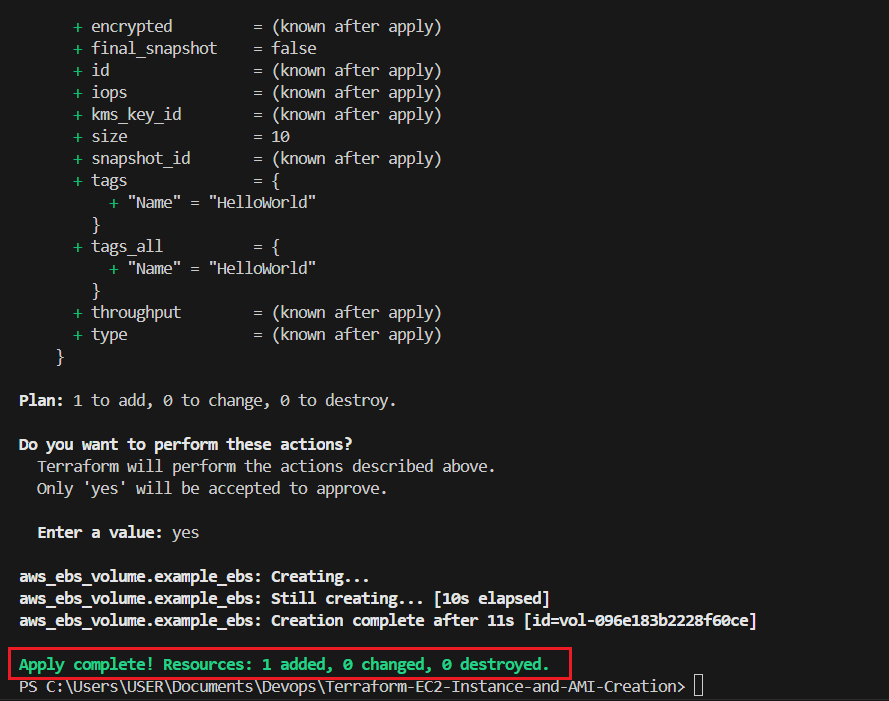 + encrypted = (known after apply)
+ final_snapshot = false
+ id = (known after apply)
+ iops = (known after apply)
+ kms_key_id = (known after apply)
+ size = 10
+ snapshot_id = (known after apply)
+ tags = {
+ "Name" = "HelloWorld"
}
+ tags_all = {
+ "Name" = "HelloWorld"
}
+ throughput = (known after apply)
+ type = (known after apply)
}
Plan: 1 to add, 0 to change, 0 to destroy.
Do you want to perform these actions?
Terraform will perform the actions described above.
Only 'yes' will be accepted to approve.
Enter a value: yes
aws_ebs_volume.example_ebs: Creating...
aws_ebs_volume.example_ebs: Still creating... [10s elapsed]
aws_ebs_volume.example_ebs: Creation complete after 11s [id=vol-096e183b2228f60ce]
Apply complete! Resources: 1 added, 0 changed, 0 destroyed.
PS C:\Users\USER\Documents\Devops\Terraform-EC2-Instance-and-AMI-Creation>